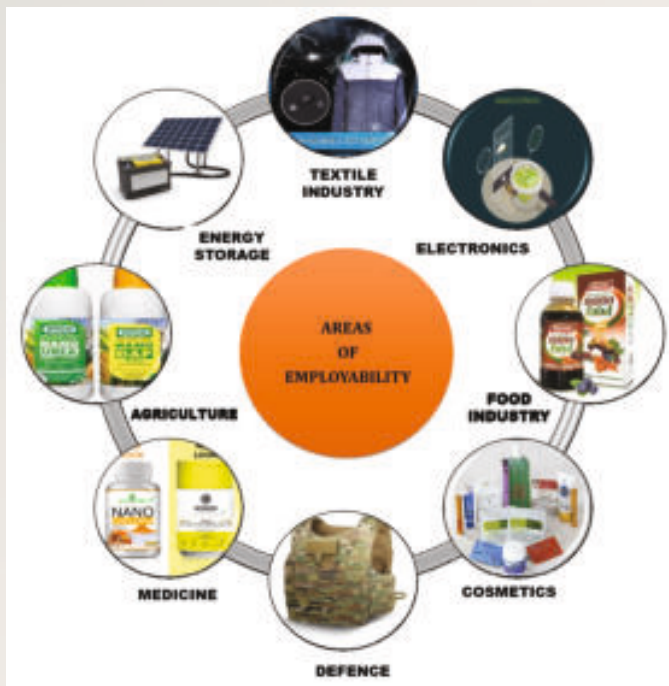 TEXTILE
INDUSTRY
ENERGY
STORAGE
ELECTRONICS
AREAS
OF
EMPLOYABILITY
AGRICULTURE
FOOD
INDUSTRY
NANO
MEDICINE
COSMETICS
DEFENCE